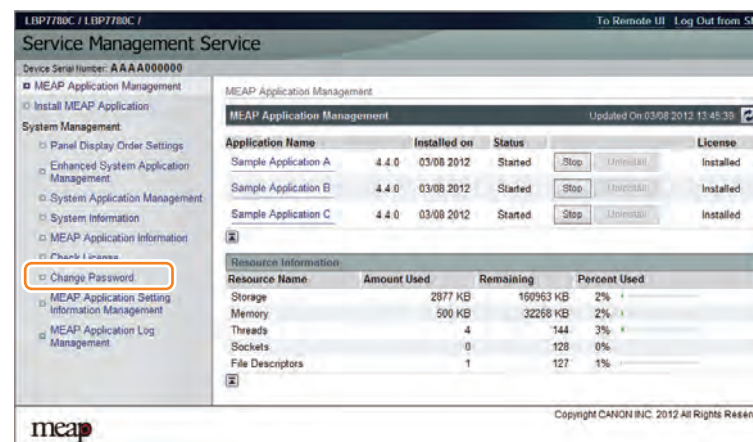 LBP7780C / LBP7780C /
To Remote UI Log Out from S
Service Management Service
Device Serial Number: AAAA000000
MEAP Application Management
Install MEAP Application
System Management
Panel Display Order Settings
Enhanced System Application
Management
System Application Management
System Information
MEAP Application Information
Check License
Change Password
MEAP Application Setting
Information Management
MEAP Application Log
Management
MEAP Application Management
MEAP Application Management Updated On:03/08 2012 13:45:39
Application Name Installed on Status License
Sample Application A 4.4.0 03/08 2012 Started Stop Uninstall Installed
Sample Application B 4.4.0 03/08 2012 Started Stop Uninstall Installed
Sample Application C 4.4.0 03/08 2012 Started Stop Uninstall Installed
Resource Information
Resource Name Amount Used Remaining Percent Used
Storage 2877 KB 160963 KB 2%
Memory 500 KB 32268 KB 2%
Threads 4 144 3%
Sockets 0 128 0%
File Descriptors 1 127 1%
Copyright CANON INC. 2012 All Rights Reser
meap